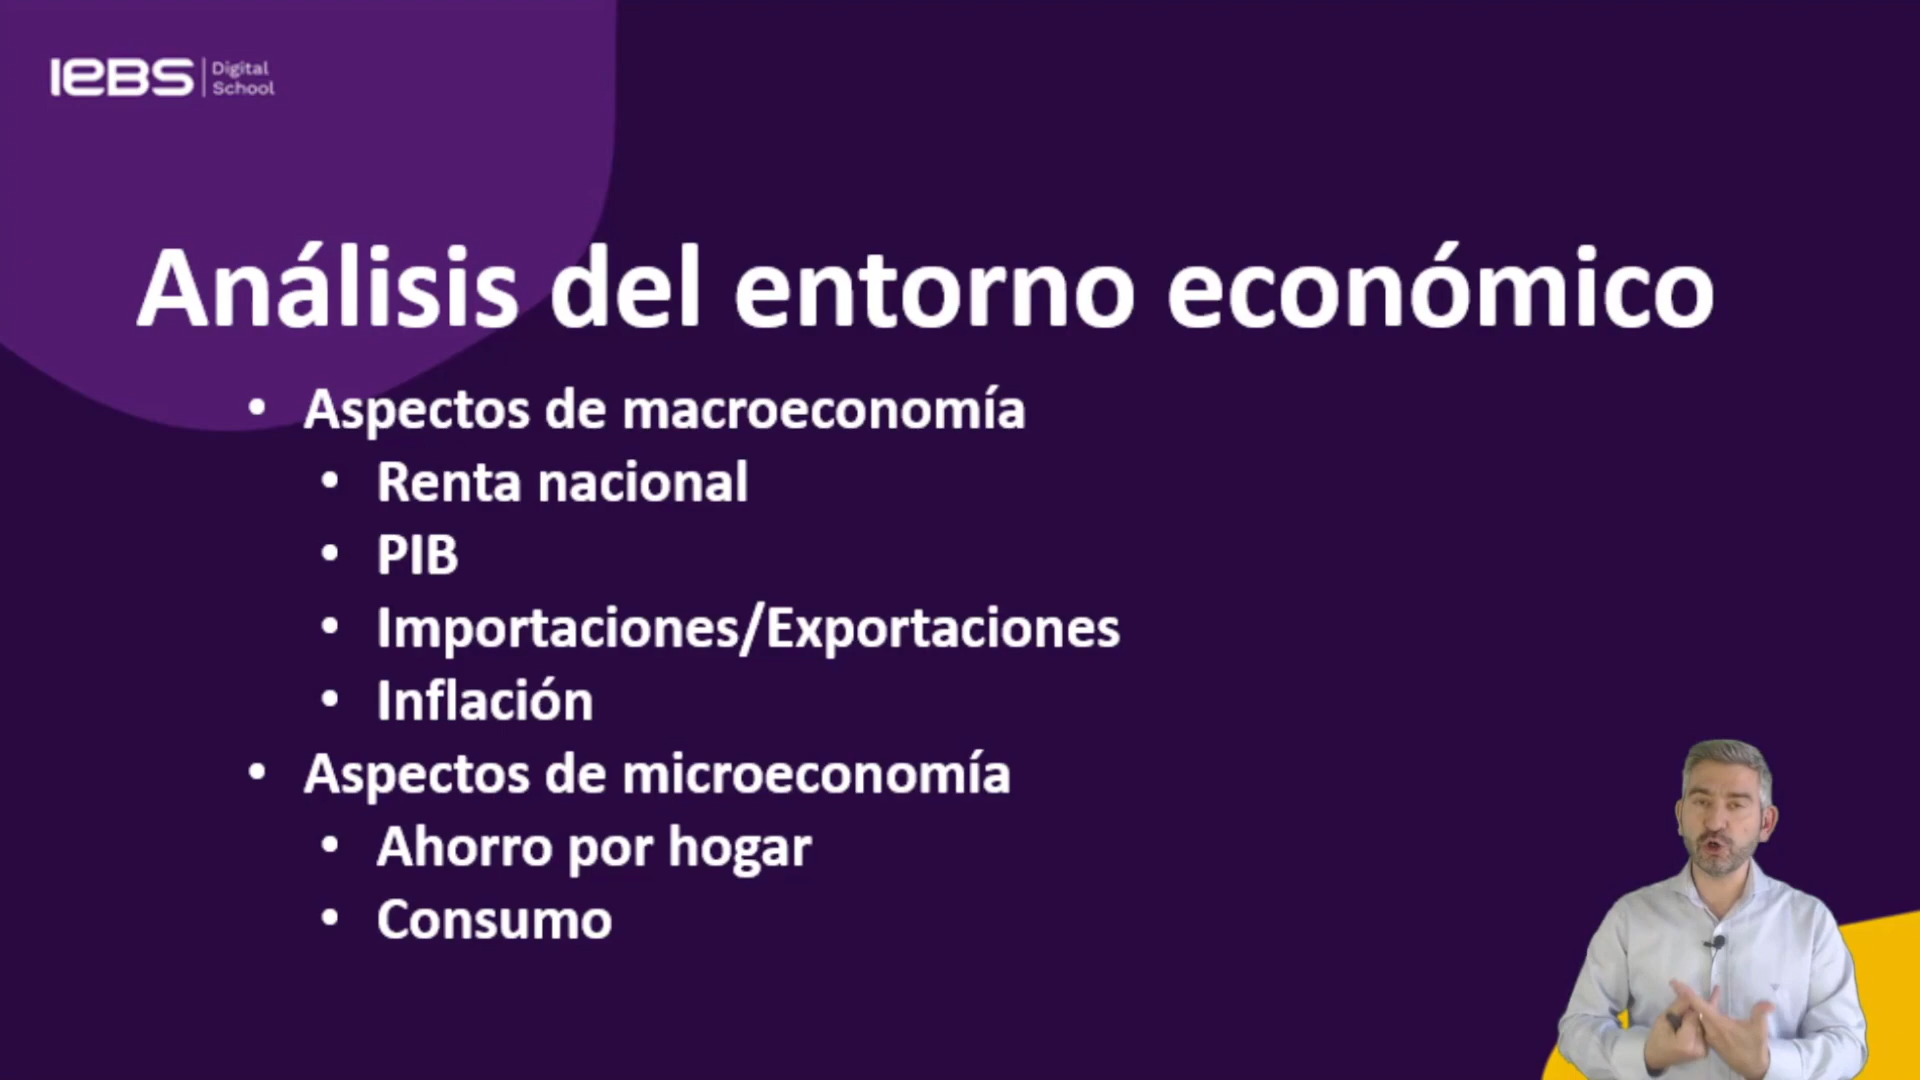 IEBS Digital School
Análisis del entorno económico
• Aspectos de macroeconomía
• Renta nacional
• PIB
• Importaciones/Exportaciones
• Inflación
• Aspectos de microeconomía
• Ahorro por hogar
• Consumo